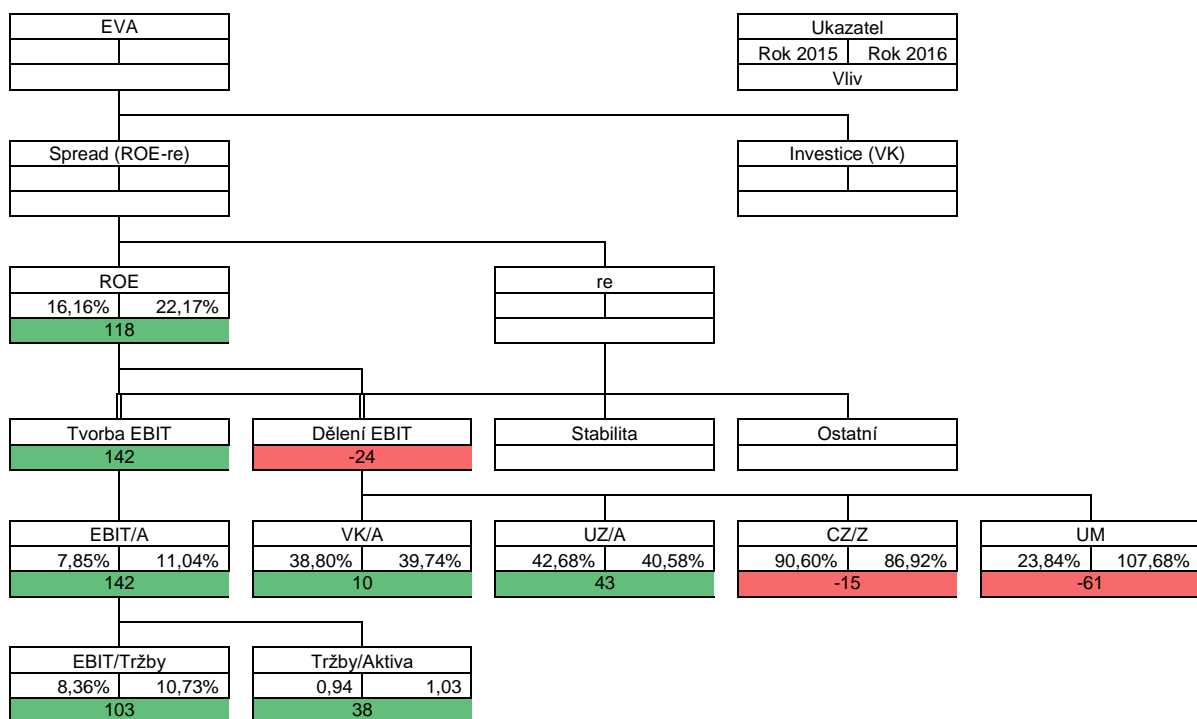 EVA
Ukazatel
Rok 2015 Rok 2016
Vliv
Spread (ROE-re) Investice (VK)
ROE re
16,16% 22,17%
118
Tvorba EBIT Dělení EBIT Stabilita Ostatní
142 -24
EBIT/A VK/A UZ/A CZ/Z UM
7,85% 11,04% 38,80% 39,74% 42,68% 40,58% 90,60% 86,92% 23,84% 107,68%
142 10 43 -15 -61
EBIT/Tržby Tržby/Aktiva
8,36% 10,73% 0,94 1,03
103 38